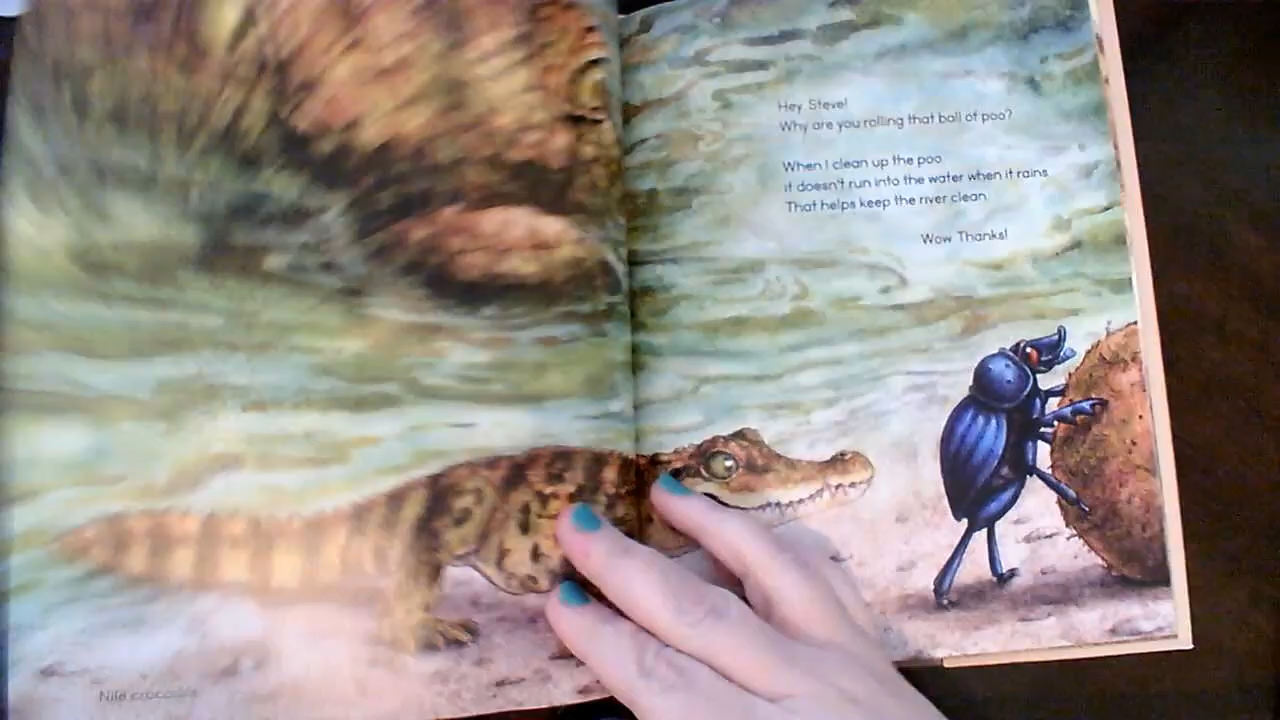 Hey Steve!
Why are you rolling that ball of poo?
When I clean up the poo
it doesn't run into the water when it rains.
That helps keep the river clean.
Wow Thanks!
Nile crocodile